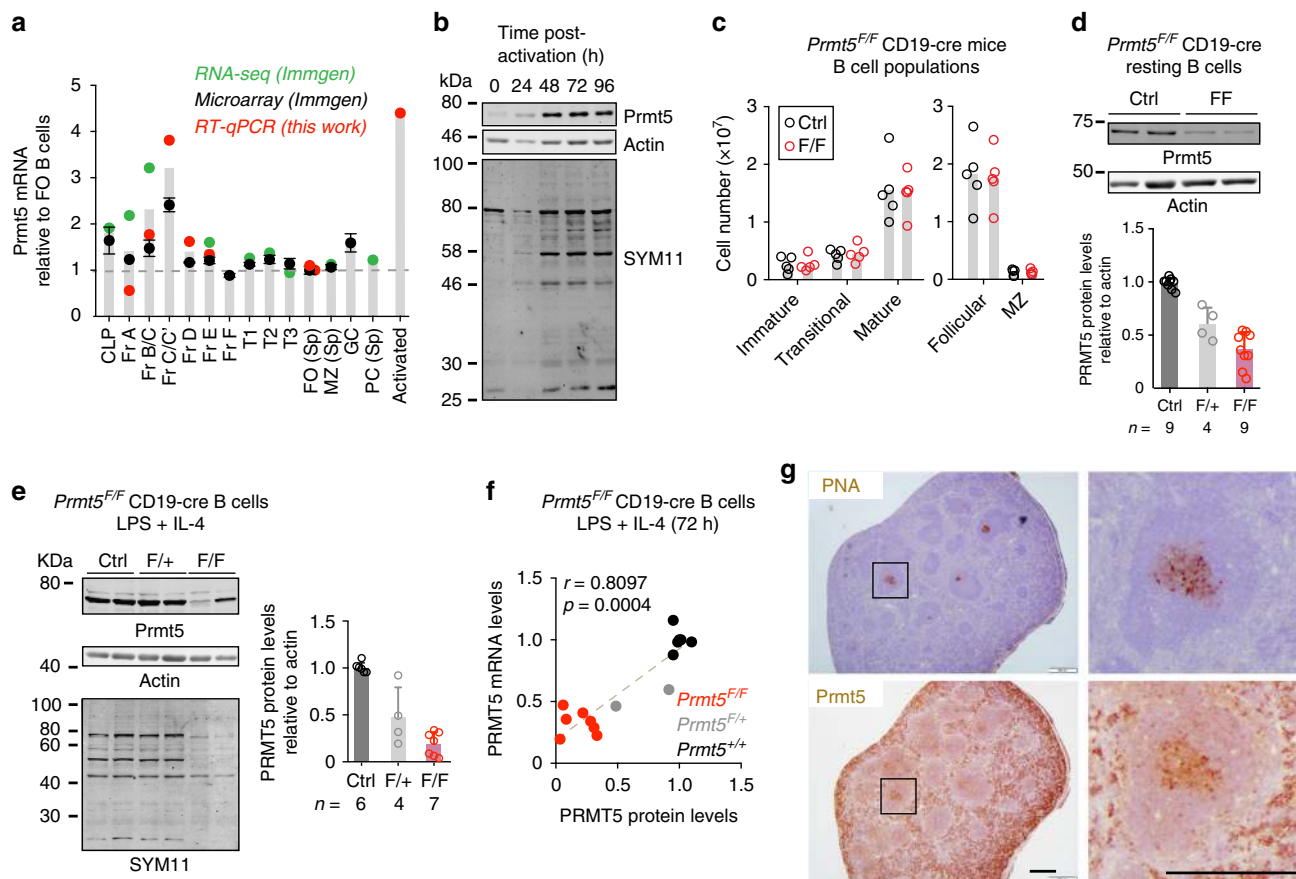 a
RNA-seq (Immgen)
Microarray (Immgen)
RT-qPCR (this work)
Prmt5 mRNA
relative to FO B cells
5
4
3
2
1
0
CLP
Fr A
Fr B/C
Fr C/C'
Fr D
Fr E
Fr F
T1
T2
T3
FO (Sp)
MZ (Sp)
GC
PC (Sp)
Activated
b
Time post-
activation (h)
kDa
0 24 48 72 96
80
60
46
100
80
58
46
30
25
Prmt5
Actin
SYM11
c
Prmt5F/F CD19-cre mice
B cell populations
Cell number (×10⁷)
3
2
1
0
Ctrl
F/F
Immature
Transitional
Mature
3
2
1
0
Follicular
MZ
d
Prmt5F/F CD19-cre
resting B cells
Ctrl FF
75
Prmt5
50
Actin
PRMT5 protein levels
relative to actin
1.5
1.0
0.5
0
Ctrl F/+ F/F
n = 9 4 9
e
Prmt5F/F CD19-cre B cells
LPS + IL-4
KDa
Ctrl F/+ F/F
80
Prmt5
40
Actin
100
80
60
40
30
SYM11
PRMT5 protein levels
relative to actin
1.5
1.0
0.5
0
Ctrl F/+ F/F
n = 6 4 7
f
Prmt5F/F CD19-cre B cells
LPS + IL-4 (72 h)
PRMT5 mRNA levels
1.5
1.0
0.5
0
r = 0.8097
p = 0.0004
Prmt5F/F
Prmt5F/+
Prmt5+/+
0 0.5 1.0 1.5
PRMT5 protein levels
g
PNA
Prmt5